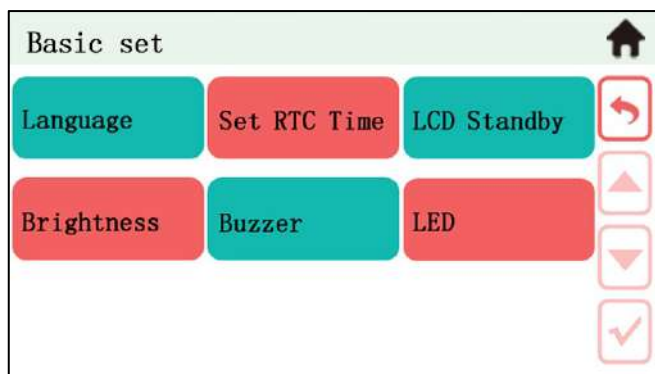 Basic set
Language Set RTC Time LCD Standby
Brightness Buzzer LED